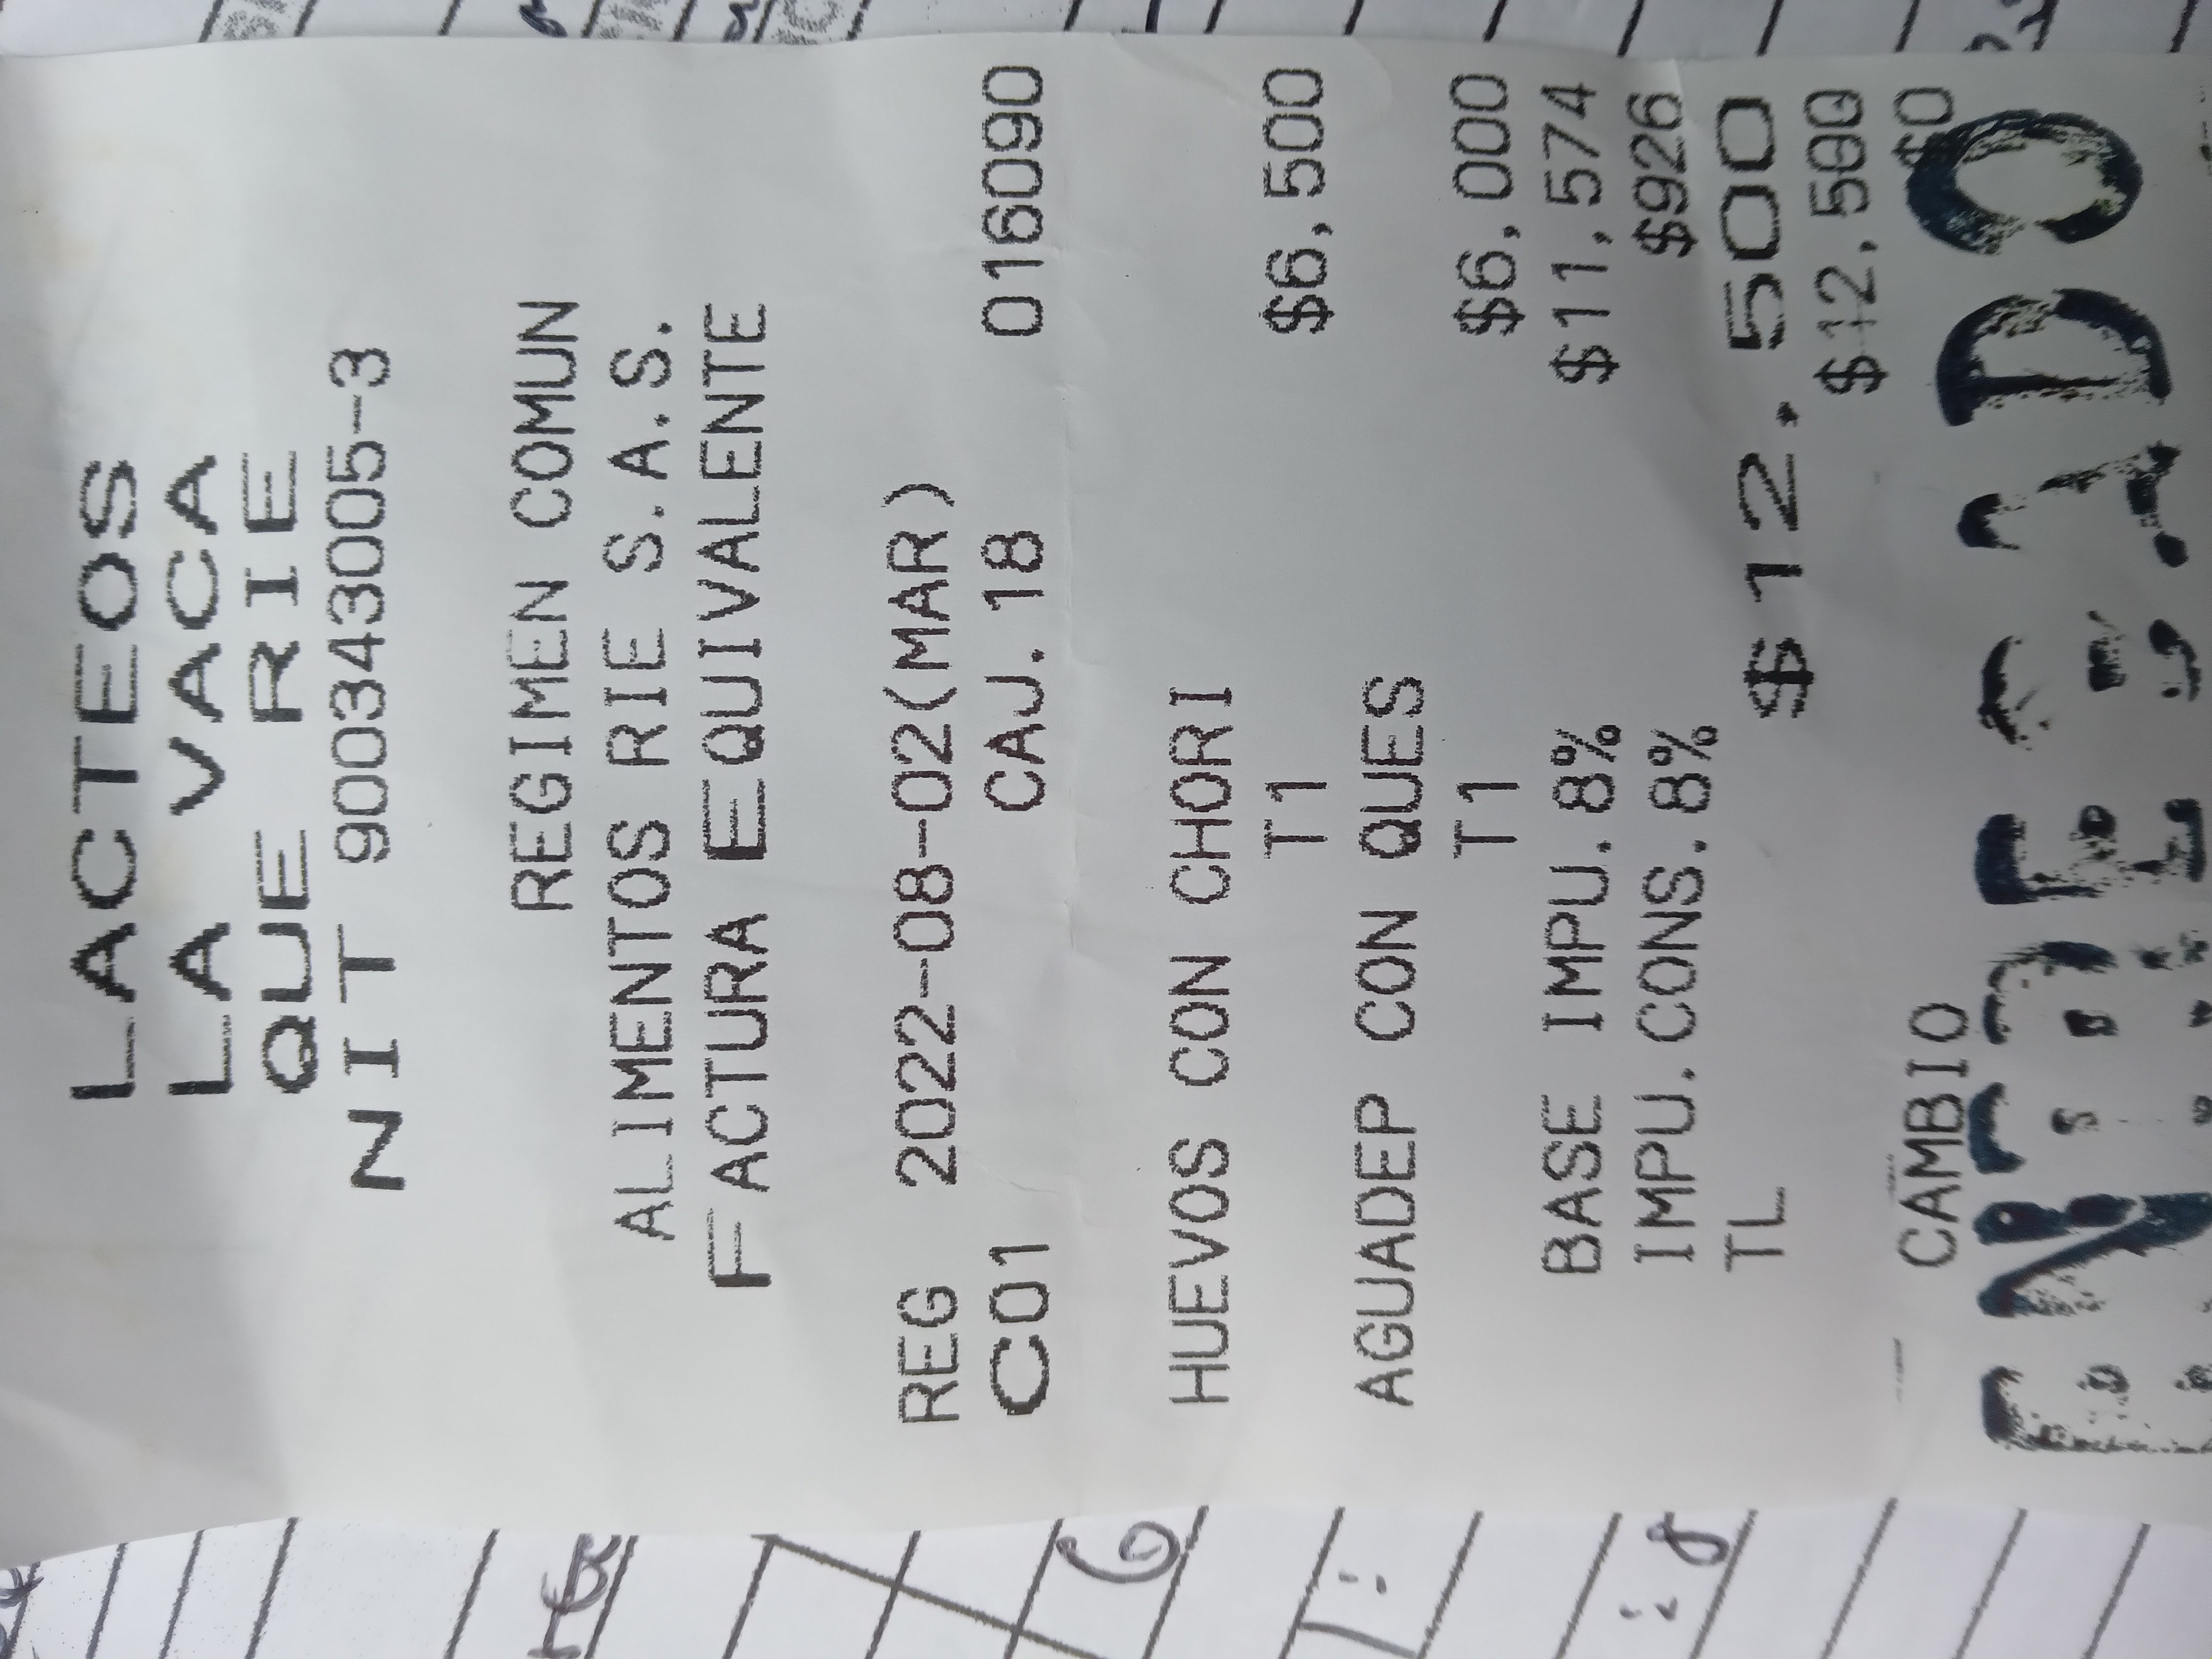 LACTEOS
LA VACA
QUE RIE
NIT 900343005-3
REGIMEN COMUN
ALIMENTOS RIE S.A.S.
FACTURA EQUIVALENTE
REG 2022-08-02(MAR)
C01 CAJ. 18 016090
HUEVOS CON CHORI
T1 $6,500
AGUADEP CON QUES
T1 $6,000
BASE IMPU. 8% $11,574
IMPU. CONS. 8% $926
TL $12.500
$12,500
CAMBIO $0